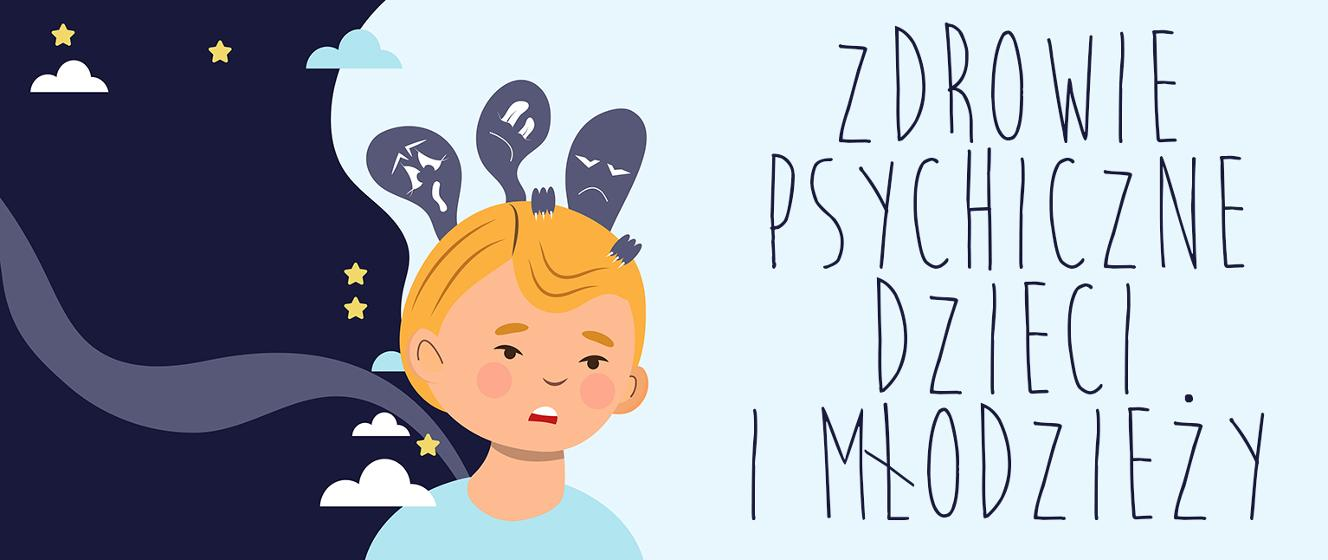 ZDROWIE
PSYCHICZNE
DZIECI
I MŁODZIEŻY